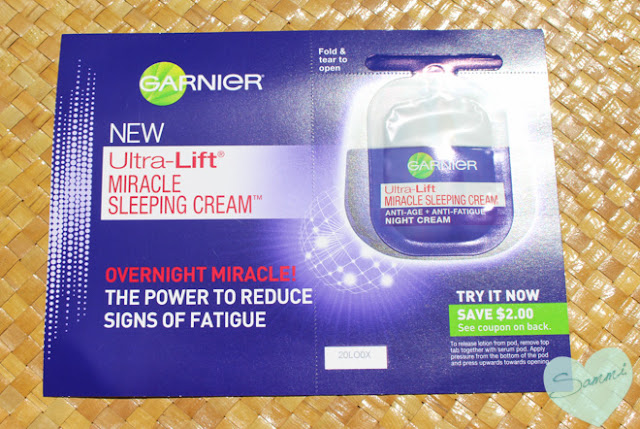 GARNIER
NEW
Ultra-Lift®
MIRACLE
SLEEPING CREAM™
OVERNIGHT MIRACLE!
THE POWER TO REDUCE
SIGNS OF FATIGUE
Fold &
tear to
open
GARNIER
Ultra-Lift
MIRACLE SLEEPING CREAM
ANTI-AGE + ANTI-FATIGUE
NIGHT CREAM
TRY IT NOW
SAVE $2.00
See coupon on back.
To release lotion from pod, remove top
tab together with serum pod. Apply
pressure from the bottom of the pod
and press upwards towards opening
20LOOX
Sammi